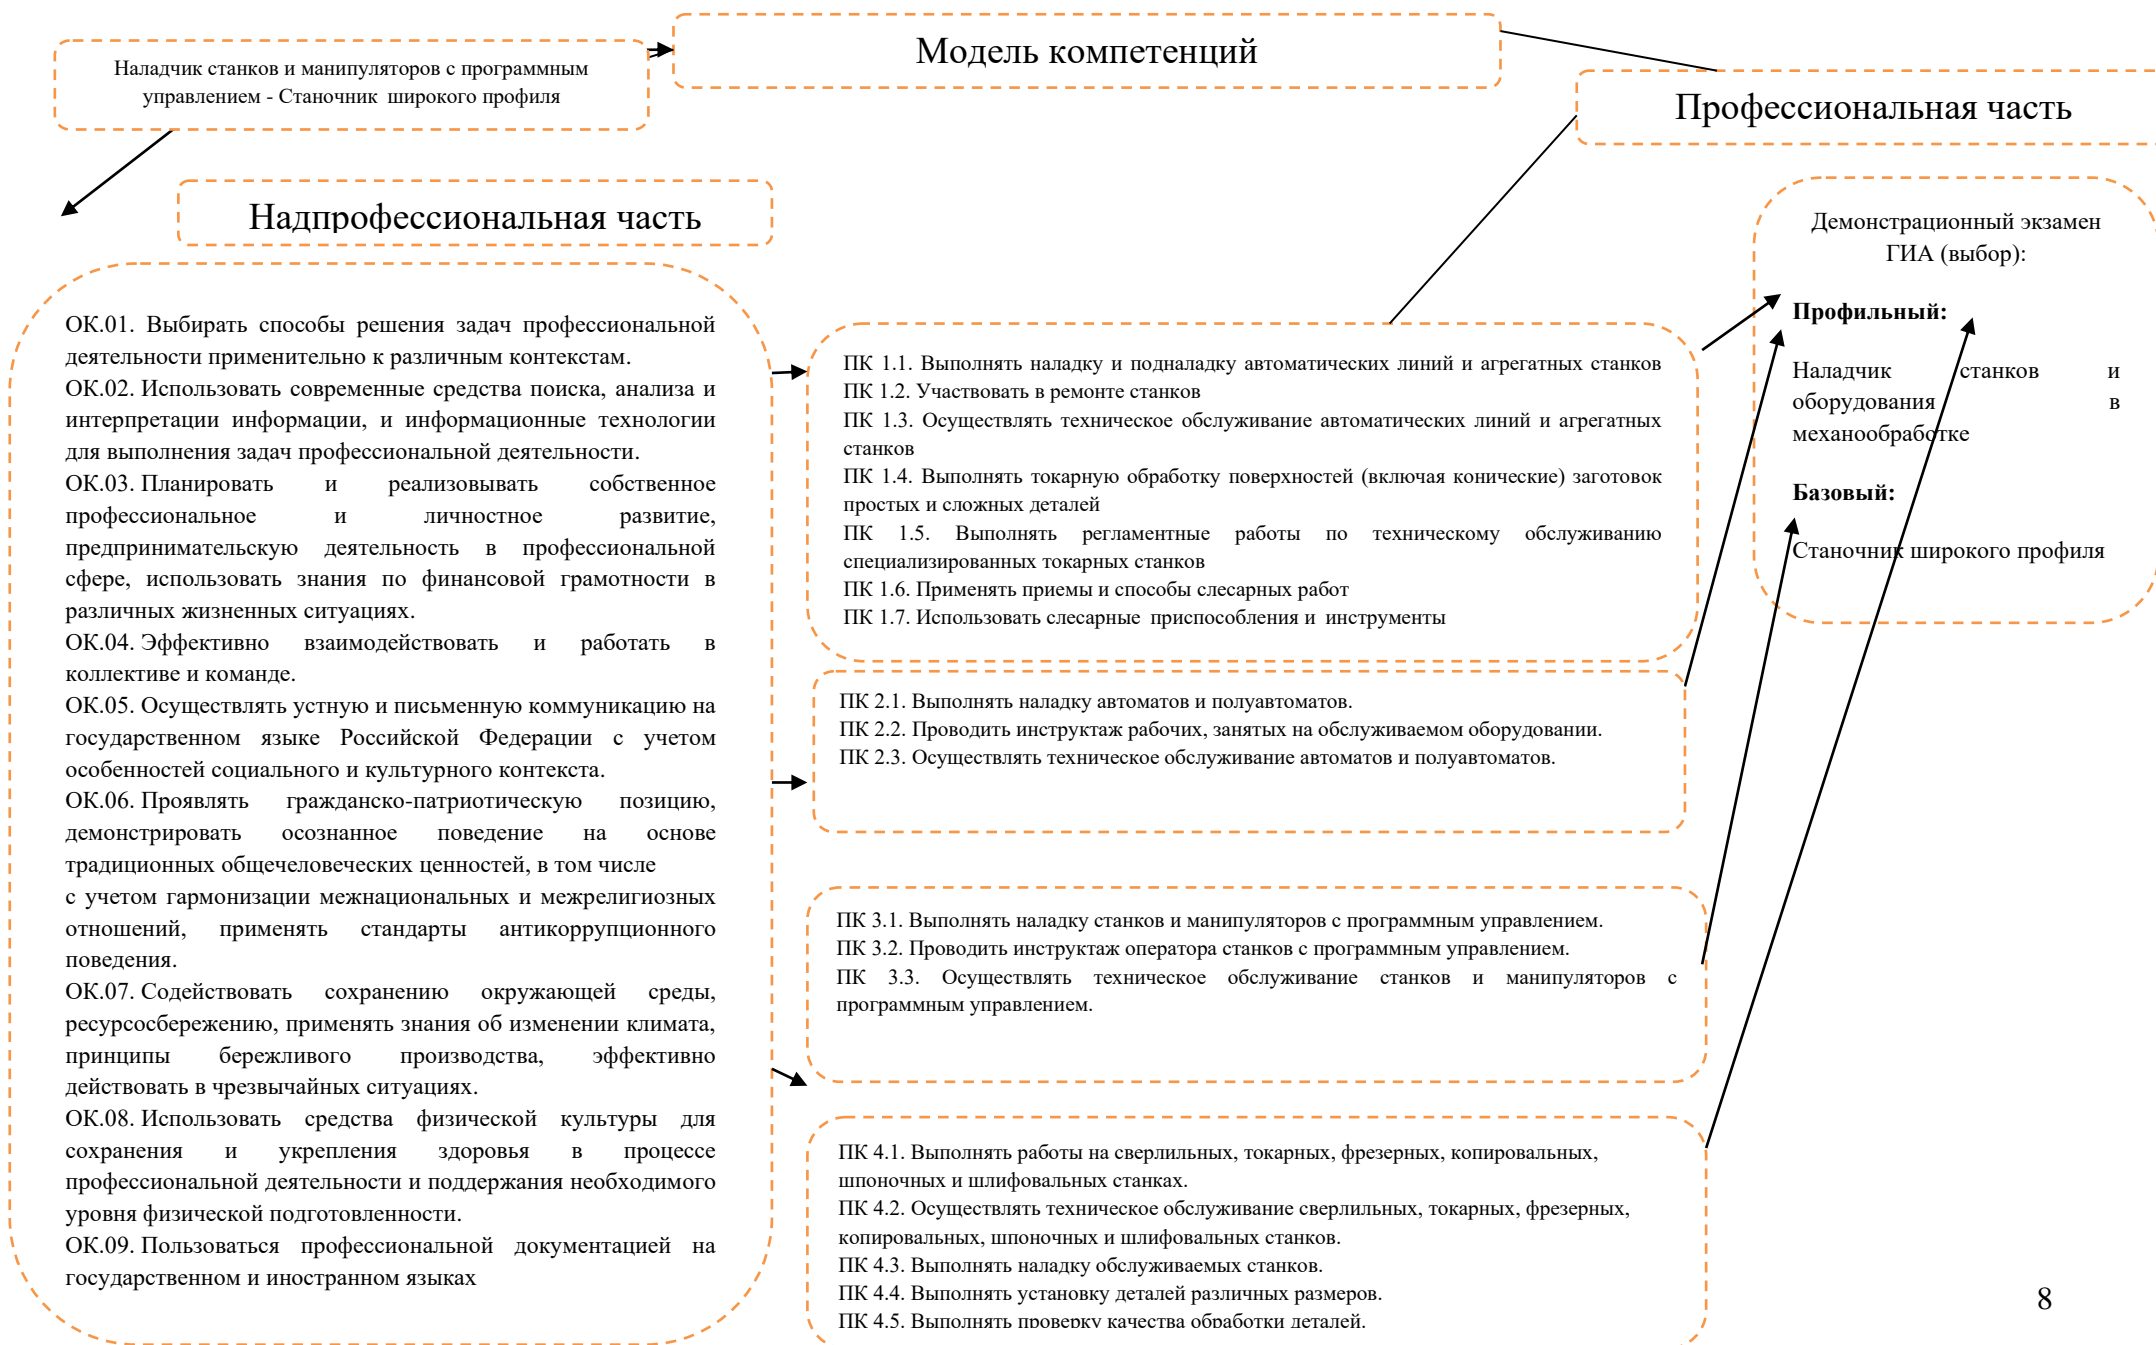 Модель компетенций
Наладчик станков и манипуляторов с программным
управлением - Станочник широкого профиля
Профессиональная часть
Надпрофессиональная часть
ОК.01. Выбирать способы решения задач профессиональной
деятельности применительно к различным контекстам.
ОК.02. Использовать современные средства поиска, анализа и
интерпретации информации, и информационные технологии
для выполнения задач профессиональной деятельности.
ОК.03. Планировать и реализовывать собственное
профессиональное и личностное развитие,
предпринимательскую деятельность в профессиональной
сфере, использовать знания по финансовой грамотности в
различных жизненных ситуациях.
ОК.04. Эффективно взаимодействовать и работать в
коллективе и команде.
ОК.05. Осуществлять устную и письменную коммуникацию на
государственном языке Российской Федерации с учетом
особенностей социального и культурного контекста.
ОК.06. Проявлять гражданско-патриотическую позицию,
демонстрировать осознанное поведение на основе
традиционных общечеловеческих ценностей, в том числе
с учетом гармонизации межнациональных и межрелигиозных
отношений, применять стандарты антикоррупционного
поведения.
ОК.07. Содействовать сохранению окружающей среды,
ресурсосбережению, применять знания об изменении климата,
принципы бережливого производства, эффективно
действовать в чрезвычайных ситуациях.
ОК.08. Использовать средства физической культуры для
сохранения и укрепления здоровья в процессе
профессиональной деятельности и поддержания необходимого
уровня физической подготовленности.
ОК.09. Пользоваться профессиональной документацией на
государственном и иностранном языках
ПК 1.1. Выполнять наладку и подналадку автоматических линий и агрегатных станков
ПК 1.2. Участвовать в ремонте станков
ПК 1.3. Осуществлять техническое обслуживание автоматических линий и агрегатных
станков
ПК 1.4. Выполнять токарную обработку поверхностей (включая конические) заготовок
простых и сложных деталей
ПК 1.5. Выполнять регламентные работы по техническому обслуживанию
специализированных токарных станков
ПК 1.6. Применять приемы и способы слесарных работ
ПК 1.7. Использовать слесарные приспособления и инструменты
ПК 2.1. Выполнять наладку автоматов и полуавтоматов.
ПК 2.2. Проводить инструктаж рабочих, занятых на обслуживаемом оборудовании.
ПК 2.3. Осуществлять техническое обслуживание автоматов и полуавтоматов.
ПК 3.1. Выполнять наладку станков и манипуляторов с программным управлением.
ПК 3.2. Проводить инструктаж оператора станков с программным управлением.
ПК 3.3. Осуществлять техническое обслуживание станков и манипуляторов с
программным управлением.
ПК 4.1. Выполнять работы на сверлильных, токарных, фрезерных, копировальных,
шпоночных и шлифовальных станках.
ПК 4.2. Осуществлять техническое обслуживание сверлильных, токарных, фрезерных,
копировальных, шпоночных и шлифовальных станков.
ПК 4.3. Выполнять наладку обслуживаемых станков.
ПК 4.4. Выполнять установку деталей различных размеров.
ПК 4.5. Выполнять проверку качества обработки деталей.
Демонстрационный экзамен
ГИА (выбор):
Профильный:
Наладчик станков и
оборудования в
механообработке
Базовый:
Станочник широкого профиля
8